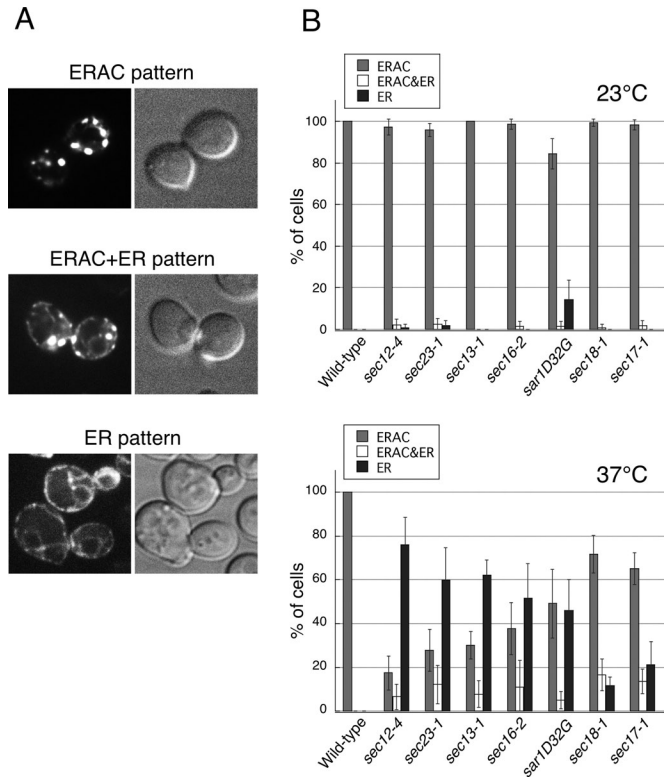 A
ERAC pattern
ERAC+ER pattern
ER pattern
B
ERAC
ERAC&ER
ER
23°C
% of cells
100
80
60
40
20
0
Wild-type
sec12-4
sec23-1
sec13-1
sec16-2
sar1D32G
sec18-1
sec17-1
ERAC
ERAC&ER
ER
37°C
% of cells
100
80
60
40
20
0
Wild-type
sec12-4
sec23-1
sec13-1
sec16-2
sar1D32G
sec18-1
sec17-1